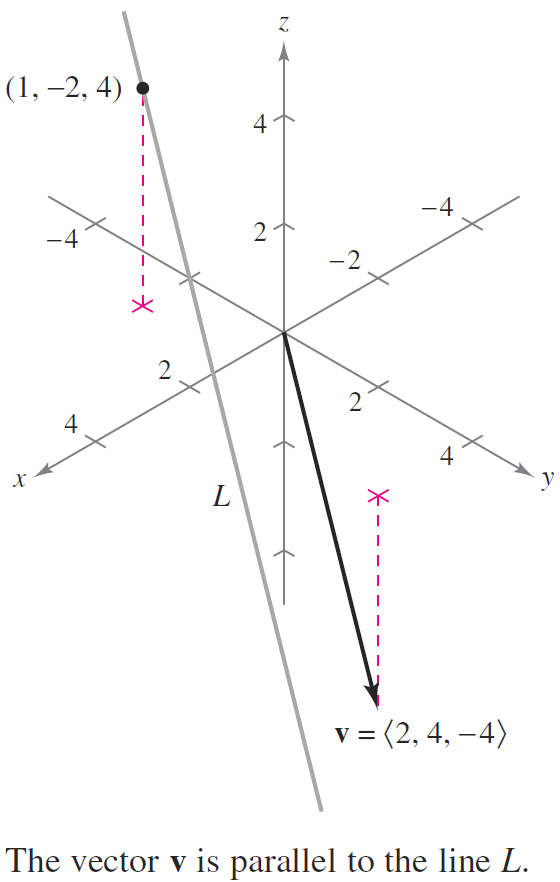 z
(1, −2, 4)
4
−4
−4
2
−2
2
2
4
4
x
y
L
v = ⟨2, 4, −4⟩
The vector v is parallel to the line L.